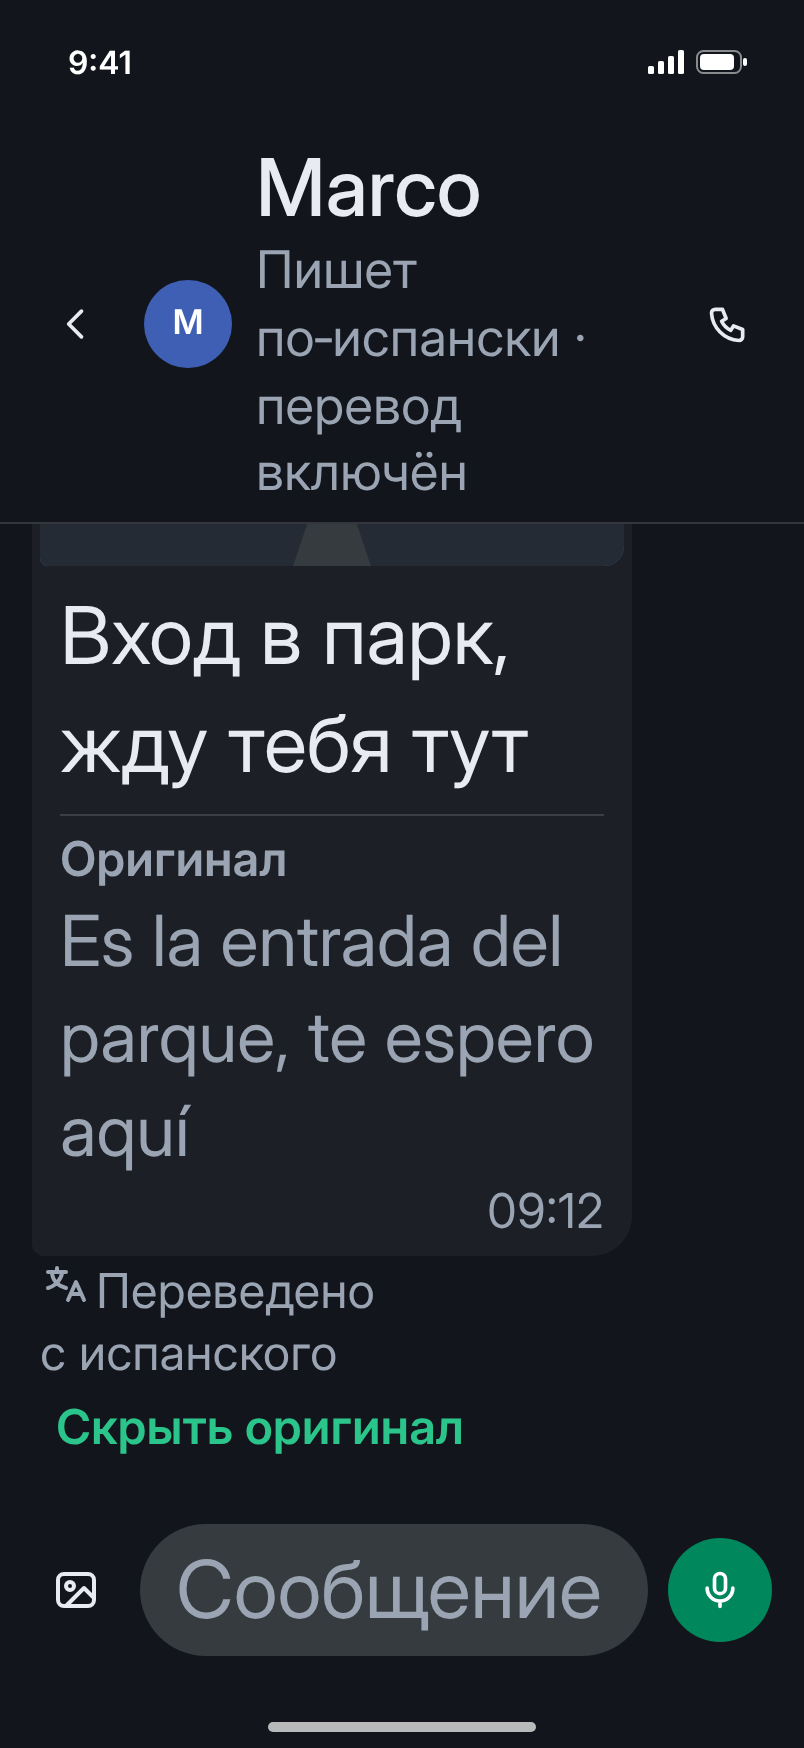 9:41
Marco
M
Пишет
по-испански ·
перевод
включён
Вход в парк,
жду тебя тут
Оригинал
Es la entrada del
parque, te espero
aquí
09:12
Переведено
с испанского
Скрыть оригинал
Сообщение